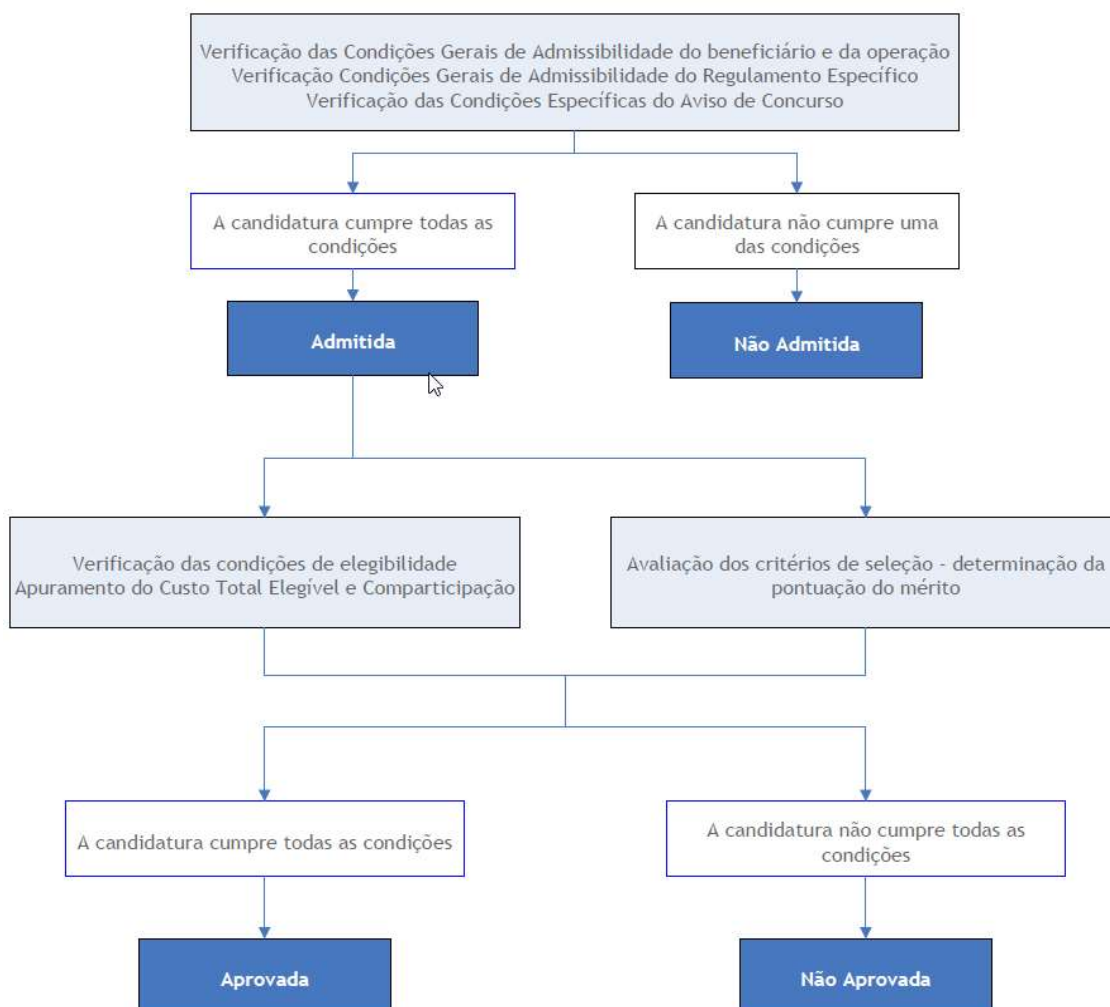 Verificação das Condições Gerais de Admissibilidade do beneficiário e da operação
Verificação Condições Gerais de Admissibilidade do Regulamento Específico
Verificação das Condições Específicas do Aviso de Concurso
A candidatura cumpre todas as
condições
A candidatura não cumpre uma
das condições
Admitida
Não Admitida
Verificação das condições de elegibilidade
Apuramento do Custo Total Elegível e Comparticipação
Avaliação dos critérios de seleção - determinação da
pontuação do mérito
A candidatura cumpre todas as condições
A candidatura não cumpre todas as
condições
Aprovada
Não Aprovada